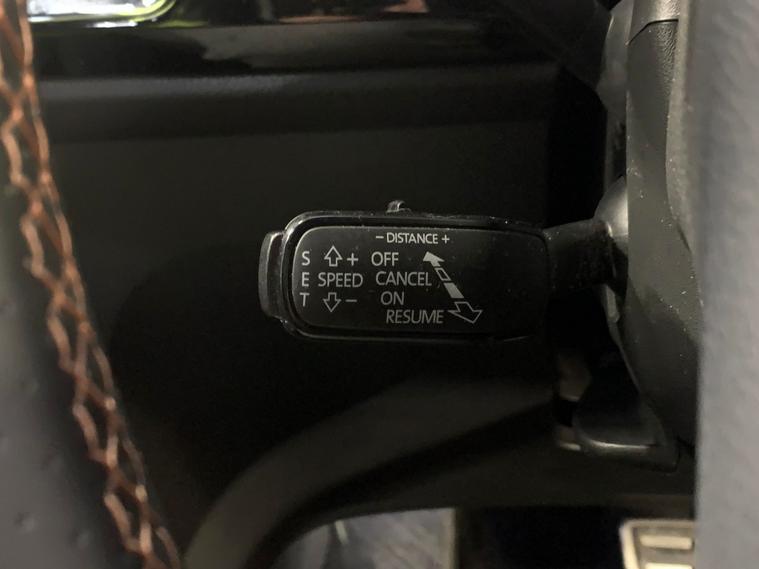 - DISTANCE +
S + OFF
E SPEED CANCEL
T - ON
RESUME